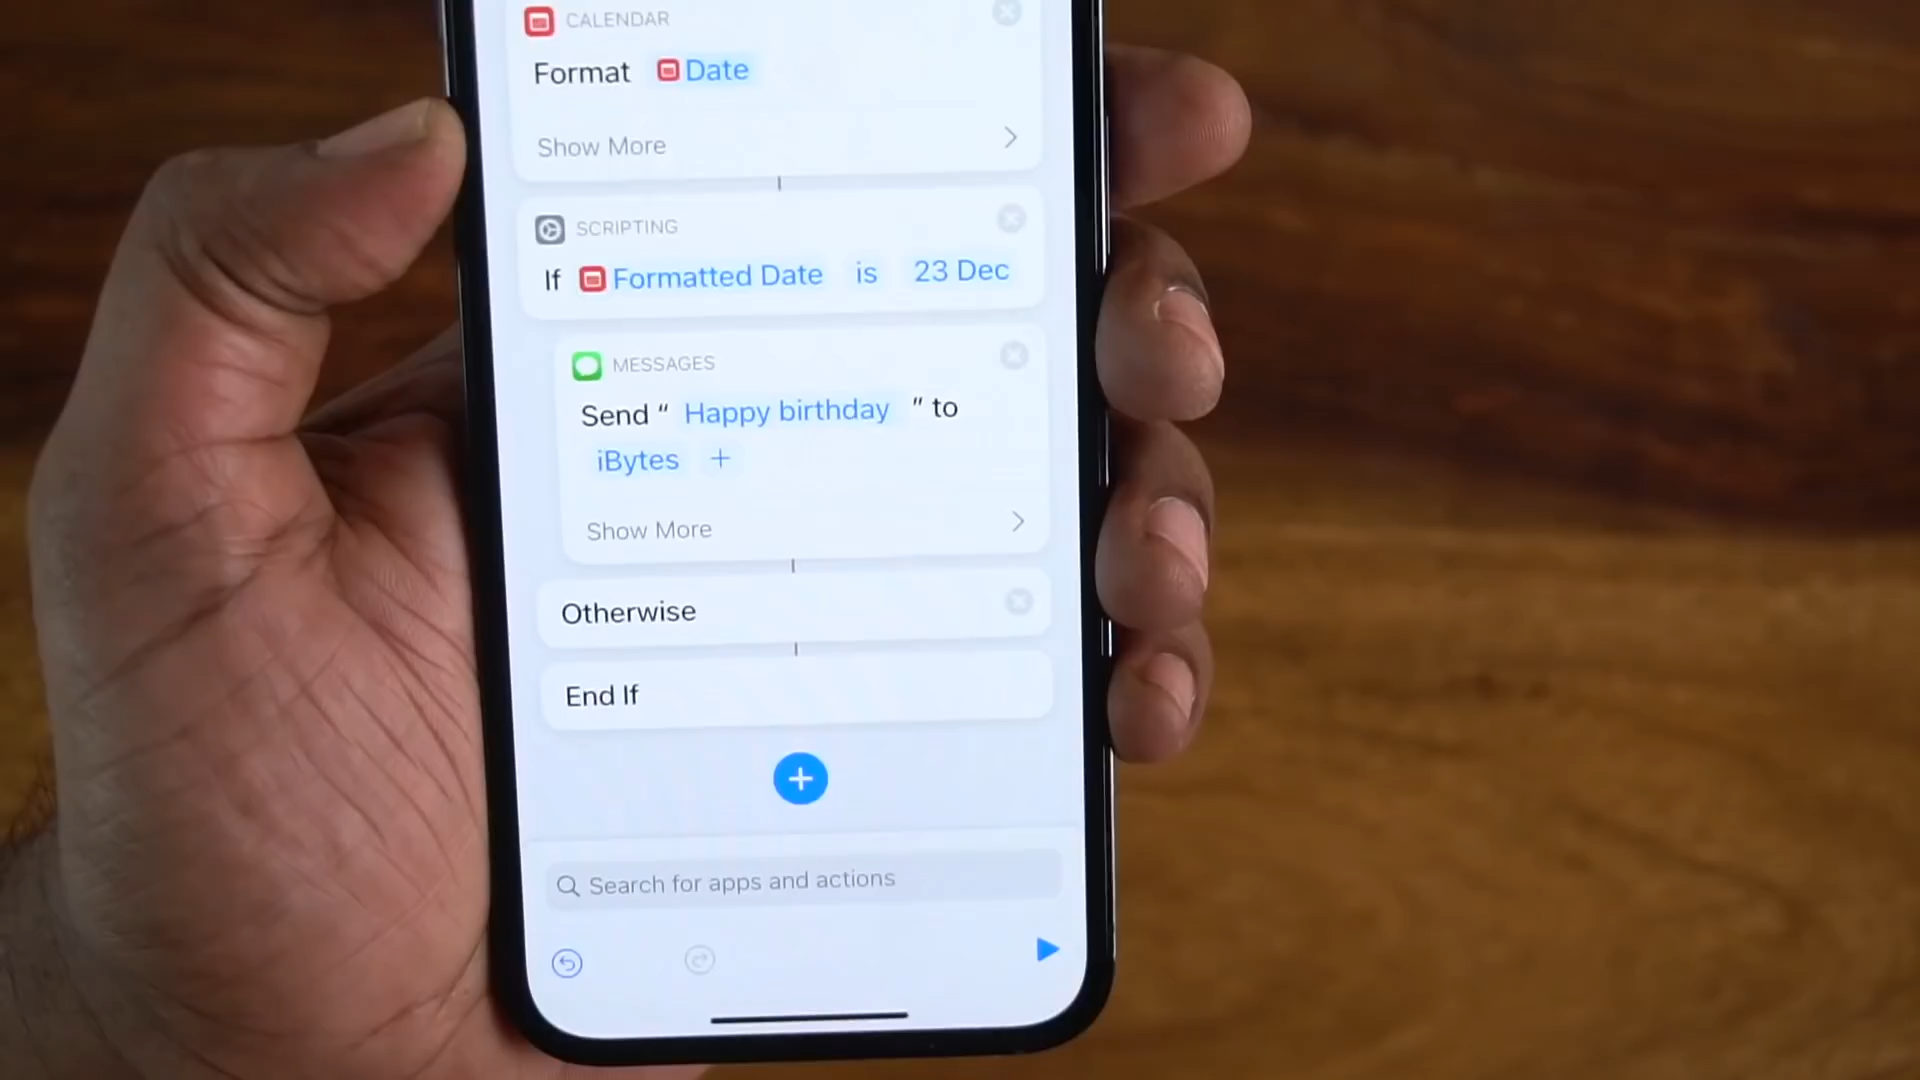 CALENDAR
Format Date
Show More
SCRIPTING
If Formatted Date is 23 Dec
MESSAGES
Send “ Happy birthday ” to
iBytes +
Show More
Otherwise
End If
Search for apps and actions